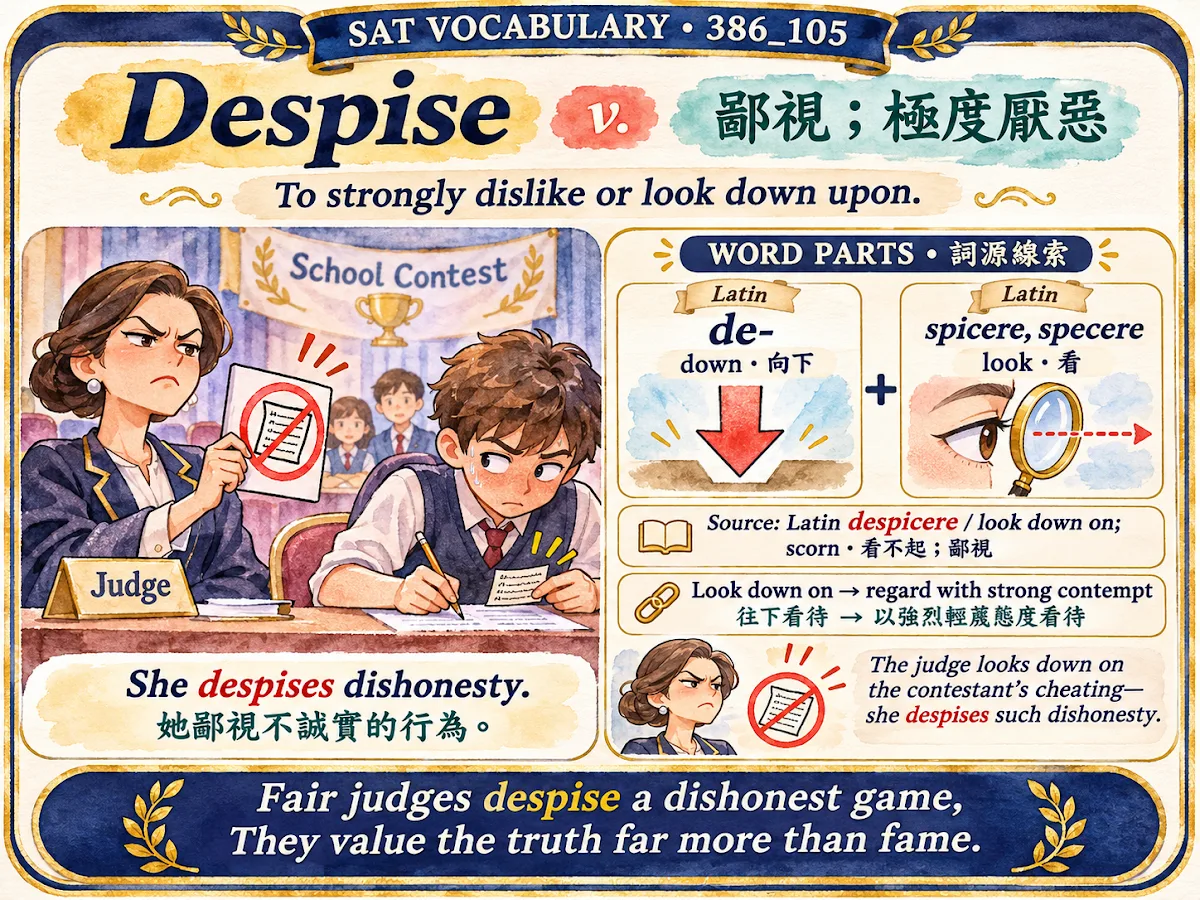 SAT VOCABULARY • 386_105
Despise
v.
鄙視；極度厭惡
To strongly dislike or look down upon.
School Contest
Judge
She despises dishonesty.
她鄙視不誠實的行為。
WORD PARTS • 詞源線索
Latin
de-
down • 向下
+
Latin
spicere, specere
look • 看
Source: Latin despicere / look down on;
scorn • 看不起；鄙視
Look down on → regard with strong contempt
往下看待 → 以強烈輕蔑態度看待
The judge looks down on
the contestant's cheating—
she despises such dishonesty.
Fair judges despise a dishonest game,
They value the truth far more than fame.